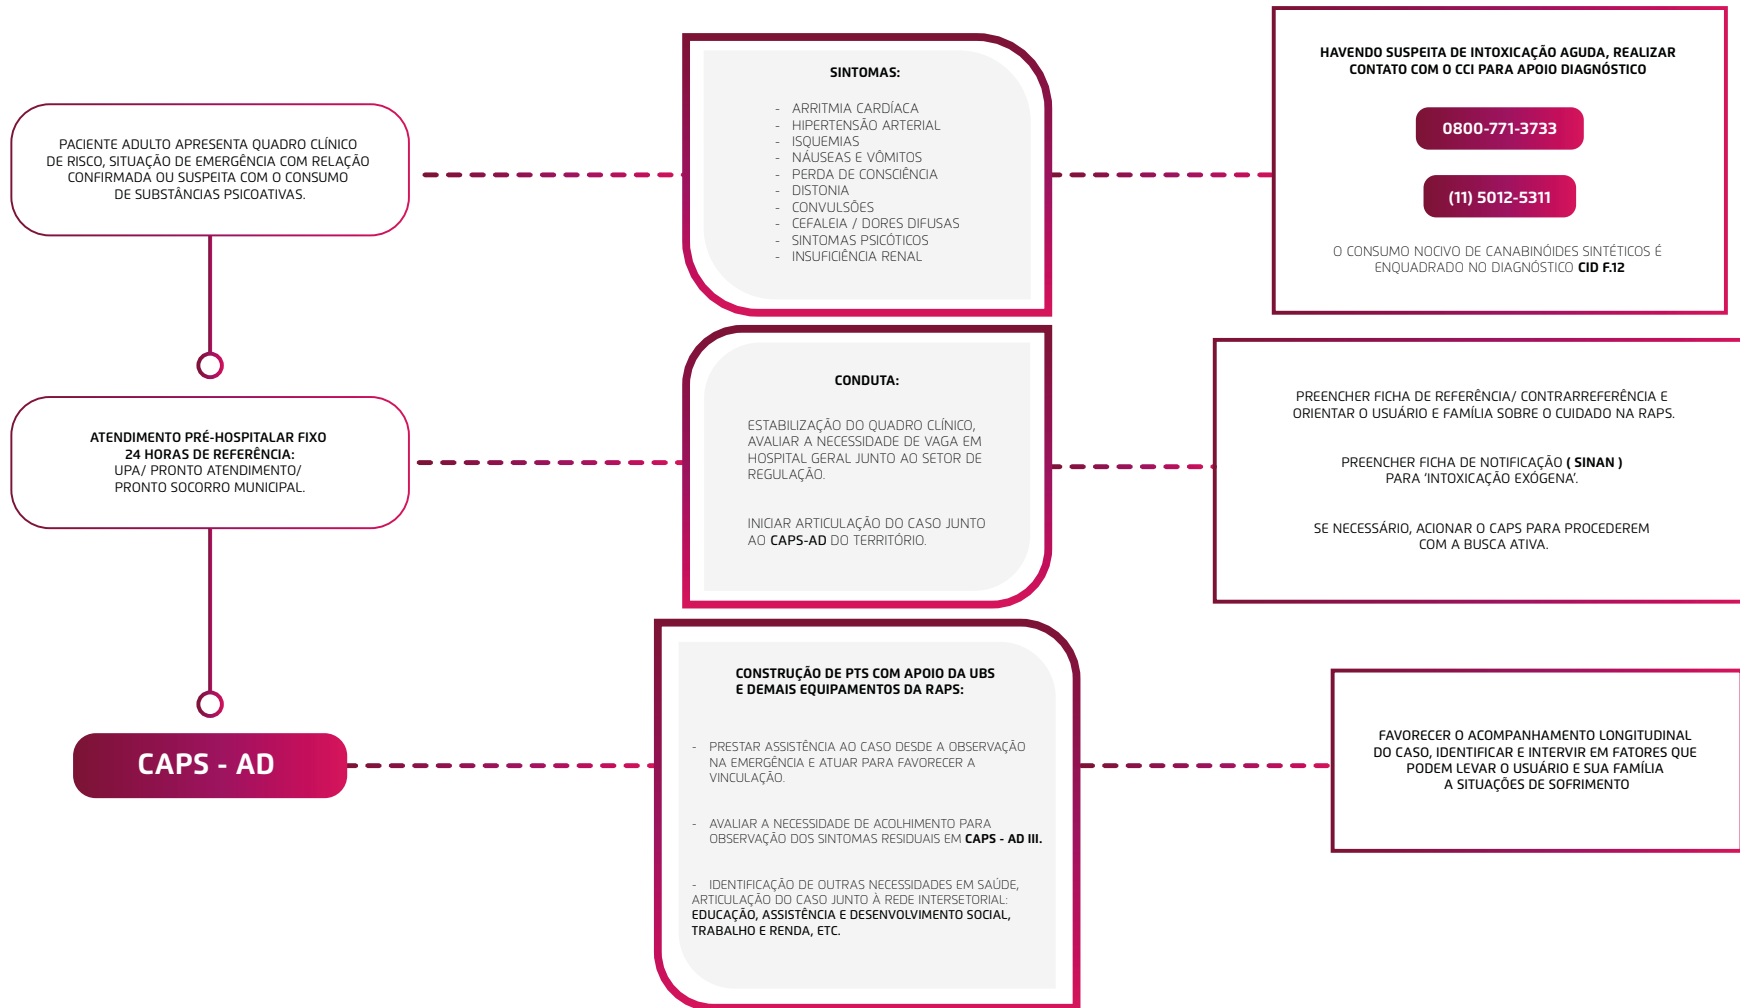 PACIENTE ADULTO APRESENTA QUADRO CLÍNICO
DE RISCO, SITUAÇÃO DE EMERGÊNCIA COM RELAÇÃO
CONFIRMADA OU SUSPEITA COM O CONSUMO
DE SUBSTÂNCIAS PSICOATIVAS.
SINTOMAS:
- ARRITMIA CARDÍACA
- HIPERTENSÃO ARTERIAL
- ISQUEMIAS
- NÁUSEAS E VÔMITOS
- PERDA DE CONSCIÊNCIA
- DISTONIA
- CONVULSÕES
- CEFALEIA / DORES DIFUSAS
- SINTOMAS PSICÓTICOS
- INSUFICIÊNCIA RENAL
HAVENDO SUSPEITA DE INTOXICAÇÃO AGUDA, REALIZAR
CONTATO COM O CCI PARA APOIO DIAGNÓSTICO
0800-771-3733
(11) 5012-5311
O CONSUMO NOCIVO DE CANABINÓIDES SINTÉTICOS É
ENQUADRADO NO DIAGNÓSTICO CID F.12
ATENDIMENTO PRÉ-HOSPITALAR FIXO
24 HORAS DE REFERÊNCIA:
UPA/ PRONTO ATENDIMENTO/
PRONTO SOCORRO MUNICIPAL.
CONDUTA:
ESTABILIZAÇÃO DO QUADRO CLÍNICO,
AVALIAR A NECESSIDADE DE VAGA EM
HOSPITAL GERAL JUNTO AO SETOR DE
REGULAÇÃO.
INICIAR ARTICULAÇÃO DO CASO JUNTO
AO CAPS-AD DO TERRITÓRIO.
PREENCHER FICHA DE REFERÊNCIA/ CONTRARREFERÊNCIA E
ORIENTAR O USUÁRIO E FAMÍLIA SOBRE O CUIDADO NA RAPS.
PREENCHER FICHA DE NOTIFICAÇÃO ( SINAN )
PARA 'INTOXICAÇÃO EXÓGENA'.
SE NECESSÁRIO, ACIONAR O CAPS PARA PROCEDEREM
COM A BUSCA ATIVA.
CAPS - AD
CONSTRUÇÃO DE PTS COM APOIO DA UBS
E DEMAIS EQUIPAMENTOS DA RAPS:
- PRESTAR ASSISTÊNCIA AO CASO DESDE A OBSERVAÇÃO
NA EMERGÊNCIA E ATUAR PARA FAVORECER A
VINCULAÇÃO.
- AVALIAR A NECESSIDADE DE ACOLHIMENTO PARA
OBSERVAÇÃO DOS SINTOMAS RESIDUAIS EM CAPS - AD III.
- IDENTIFICAÇÃO DE OUTRAS NECESSIDADES EM SAÚDE,
ARTICULAÇÃO DO CASO JUNTO À REDE INTERSETORIAL:
EDUCAÇÃO, ASSISTÊNCIA E DESENVOLVIMENTO SOCIAL,
TRABALHO E RENDA, ETC.
FAVORECER O ACOMPANHAMENTO LONGITUDINAL
DO CASO, IDENTIFICAR E INTERVIR EM FATORES QUE
PODEM LEVAR O USUÁRIO E SUA FAMÍLIA
A SITUAÇÕES DE SOFRIMENTO